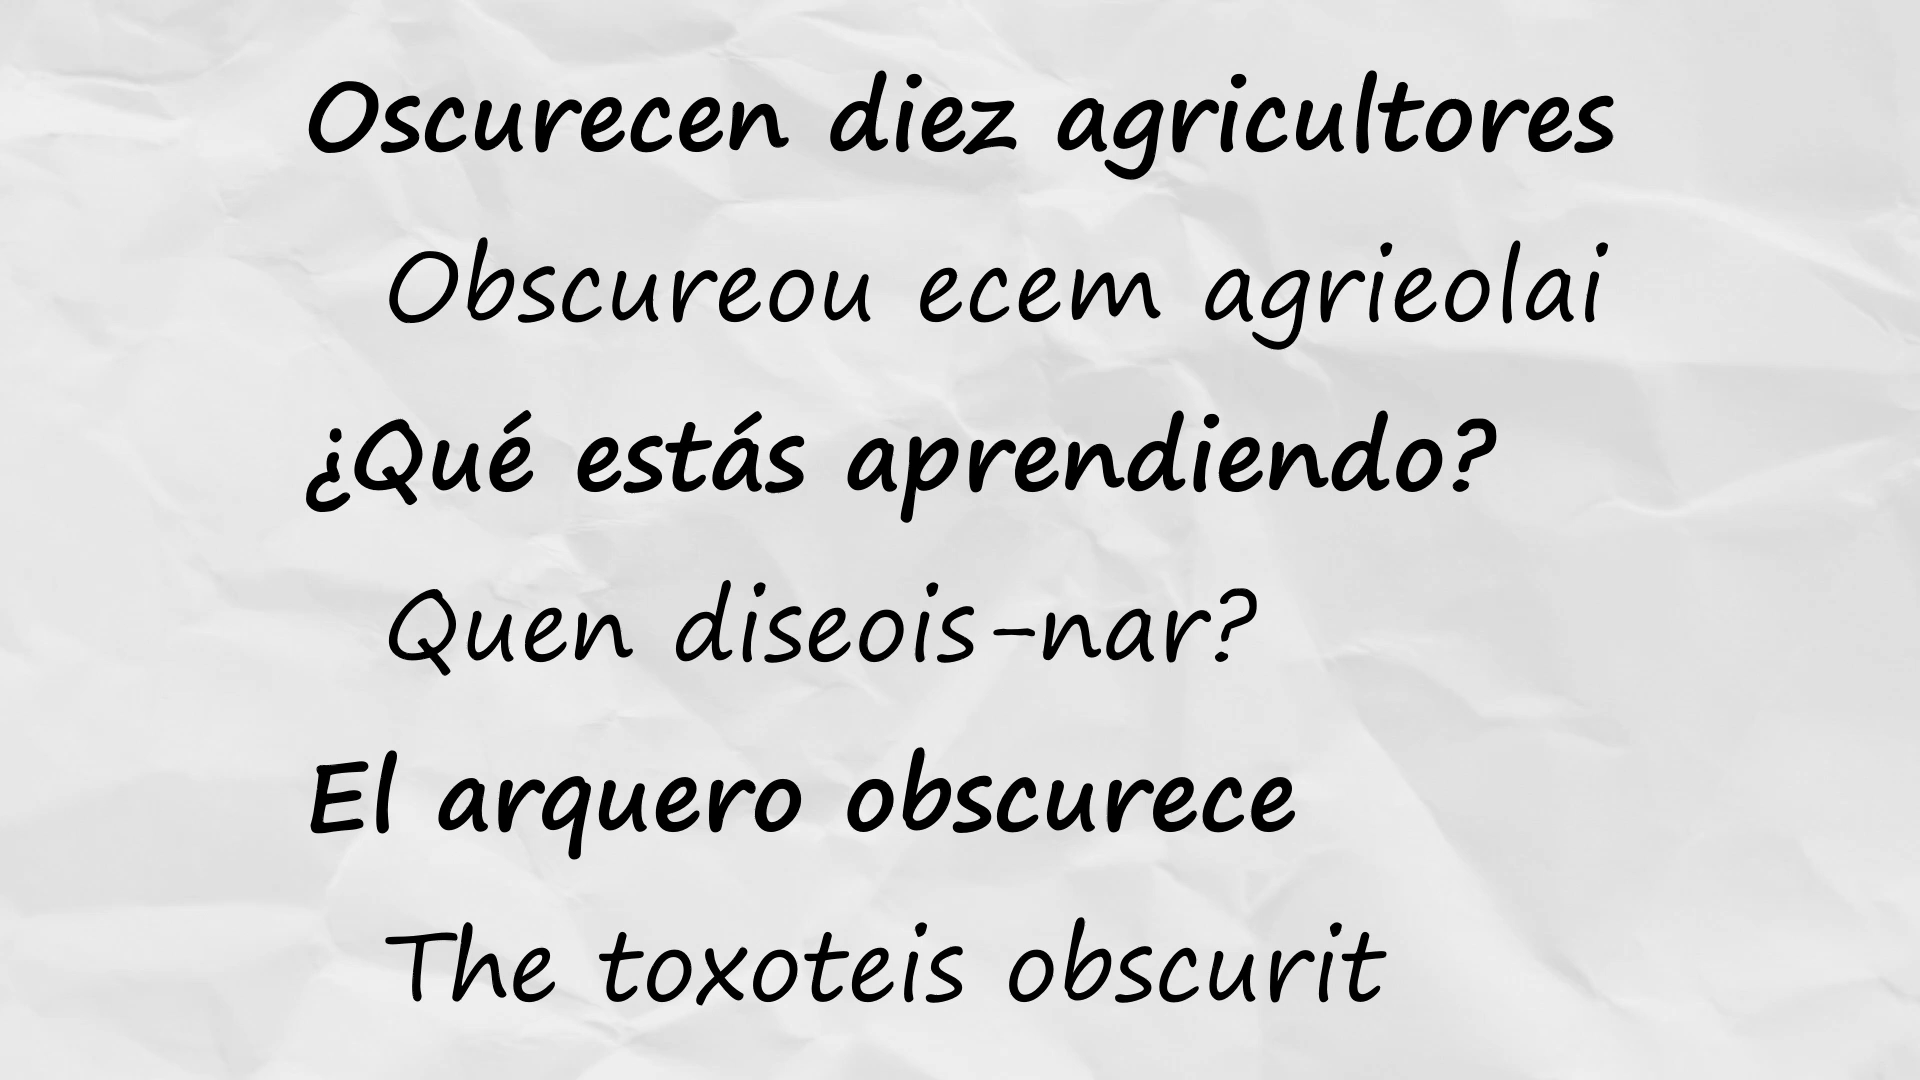 Oscurecen diez agricultores
Obscureou ecem agrieolai
¿Qué estás aprendiendo?
Quen diseois-nar?
El arquero obscurece
The toxoteis obscurit